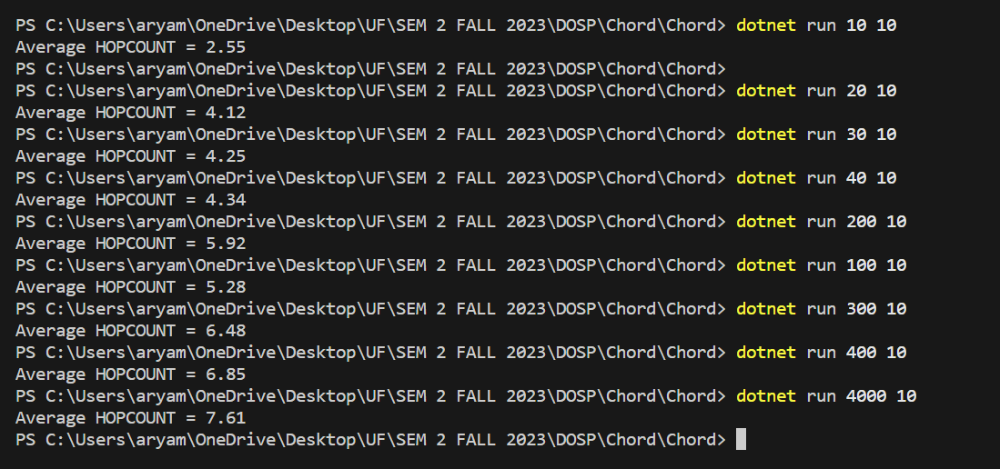 PS C:\Users\aryam\OneDrive\Desktop\UF\SEM 2 FALL 2023\DOSP\Chord\Chord> dotnet run 10 10
Average HOPCOUNT = 2.55
PS C:\Users\aryam\OneDrive\Desktop\UF\SEM 2 FALL 2023\DOSP\Chord\Chord>
PS C:\Users\aryam\OneDrive\Desktop\UF\SEM 2 FALL 2023\DOSP\Chord\Chord> dotnet run 20 10
Average HOPCOUNT = 4.12
PS C:\Users\aryam\OneDrive\Desktop\UF\SEM 2 FALL 2023\DOSP\Chord\Chord> dotnet run 30 10
Average HOPCOUNT = 4.25
PS C:\Users\aryam\OneDrive\Desktop\UF\SEM 2 FALL 2023\DOSP\Chord\Chord> dotnet run 40 10
Average HOPCOUNT = 4.34
PS C:\Users\aryam\OneDrive\Desktop\UF\SEM 2 FALL 2023\DOSP\Chord\Chord> dotnet run 200 10
Average HOPCOUNT = 5.92
PS C:\Users\aryam\OneDrive\Desktop\UF\SEM 2 FALL 2023\DOSP\Chord\Chord> dotnet run 100 10
Average HOPCOUNT = 5.28
PS C:\Users\aryam\OneDrive\Desktop\UF\SEM 2 FALL 2023\DOSP\Chord\Chord> dotnet run 300 10
Average HOPCOUNT = 6.48
PS C:\Users\aryam\OneDrive\Desktop\UF\SEM 2 FALL 2023\DOSP\Chord\Chord> dotnet run 400 10
Average HOPCOUNT = 6.85
PS C:\Users\aryam\OneDrive\Desktop\UF\SEM 2 FALL 2023\DOSP\Chord\Chord> dotnet run 4000 10
Average HOPCOUNT = 7.61
PS C:\Users\aryam\OneDrive\Desktop\UF\SEM 2 FALL 2023\DOSP\Chord\Chord>